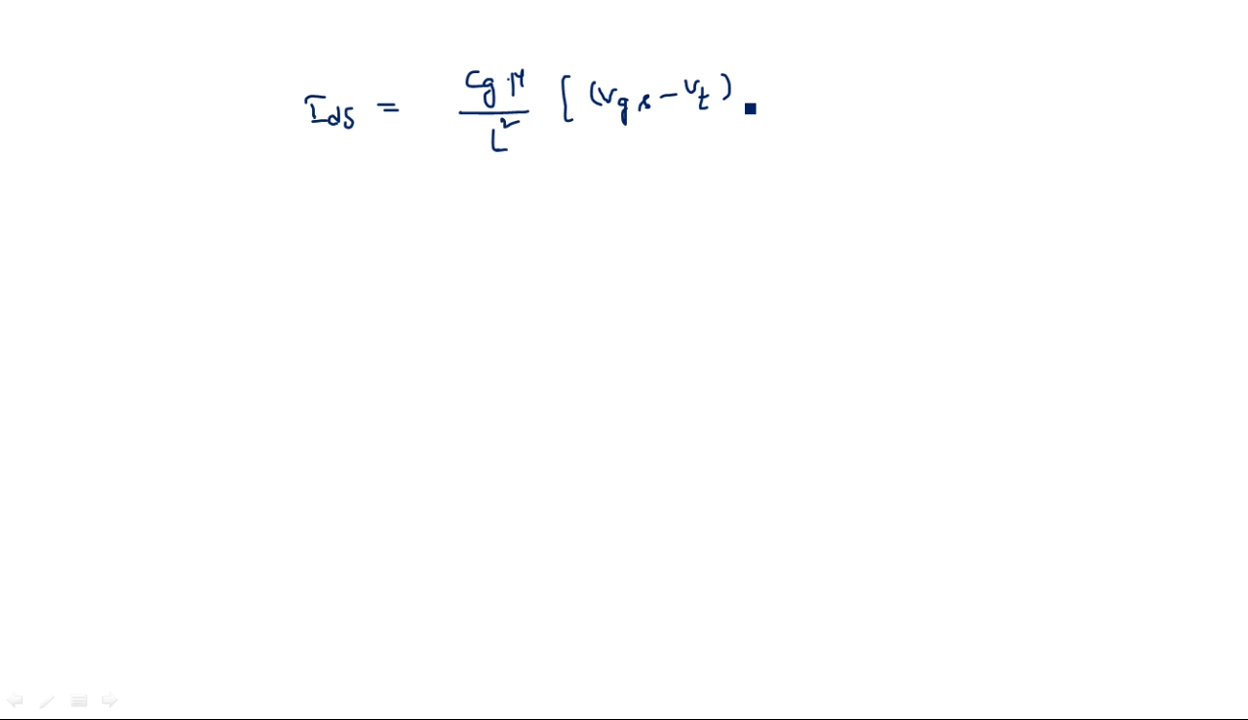 Ids = Cg μ / L² [ (Vgs - Vt)